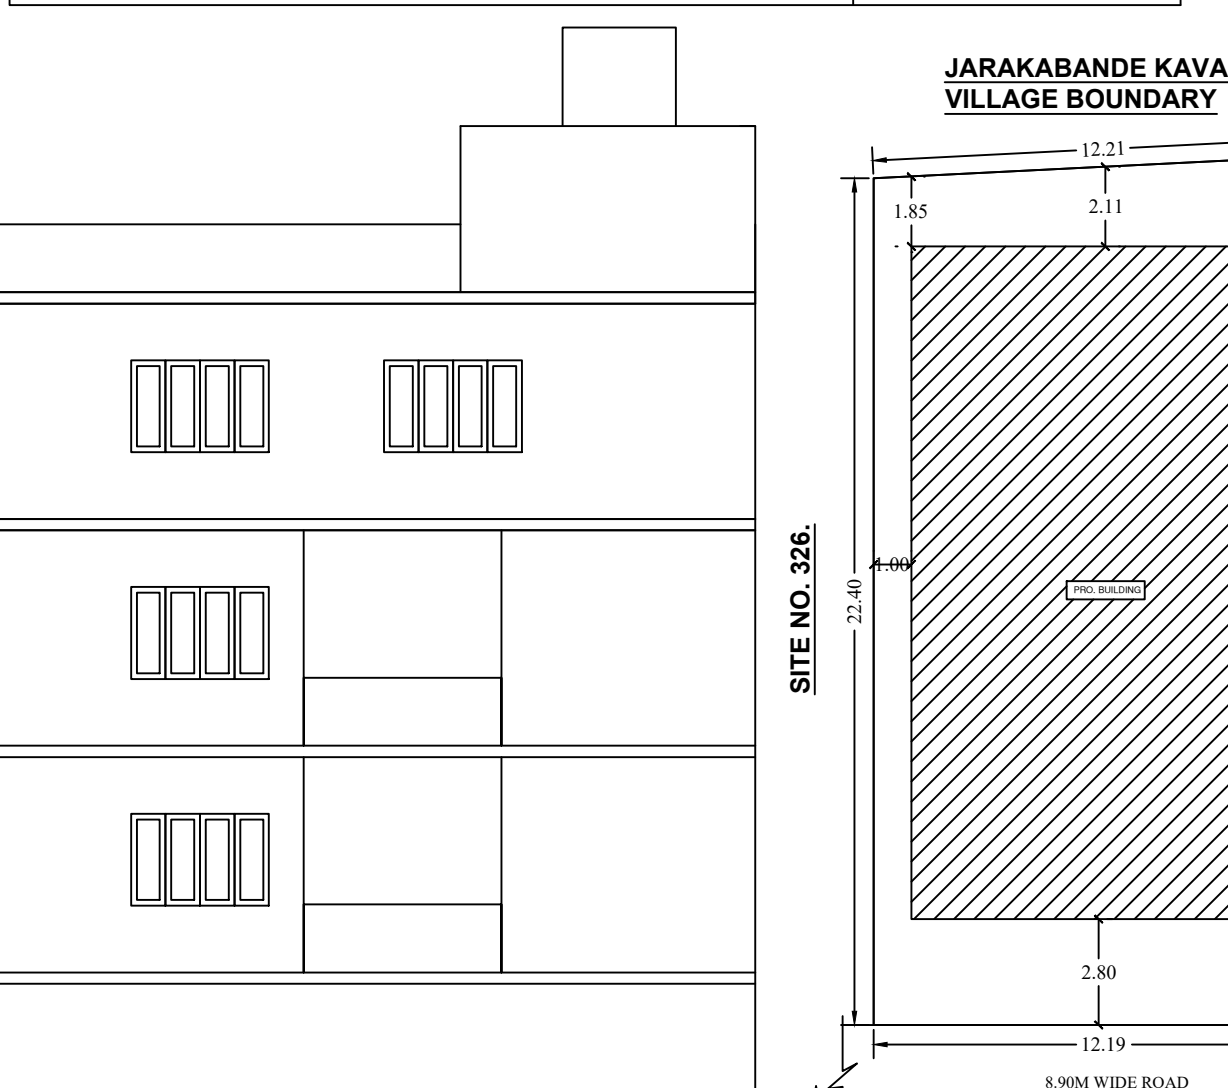 JARAKABANDE KAVA
VILLAGE BOUNDARY
12.21
1.85
2.11
SITE NO. 326.
22.40
1.00
PRO. BUILDING
2.80
12.19
8.90M WIDE ROAD